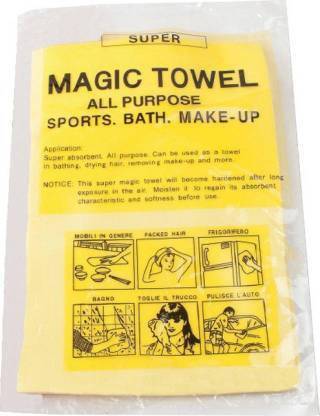 SUPER
MAGIC TOWEL
ALL PURPOSE
SPORTS. BATH. MAKE-UP
Application:
Super absorbent. All purpose Can be used as a towel
in bathing, drying hair, removing make-up and more.
NOTICE: This super magic towel will become hardened after long
exposure in the air. Moisten it to regain its absorbent
characteristic and softness before use.
MOBILI IN GENERE PACKED HAIR FRIGORIFERO
BAGNO TOGLIE IL TRUCCO PULISCE L'AUTO